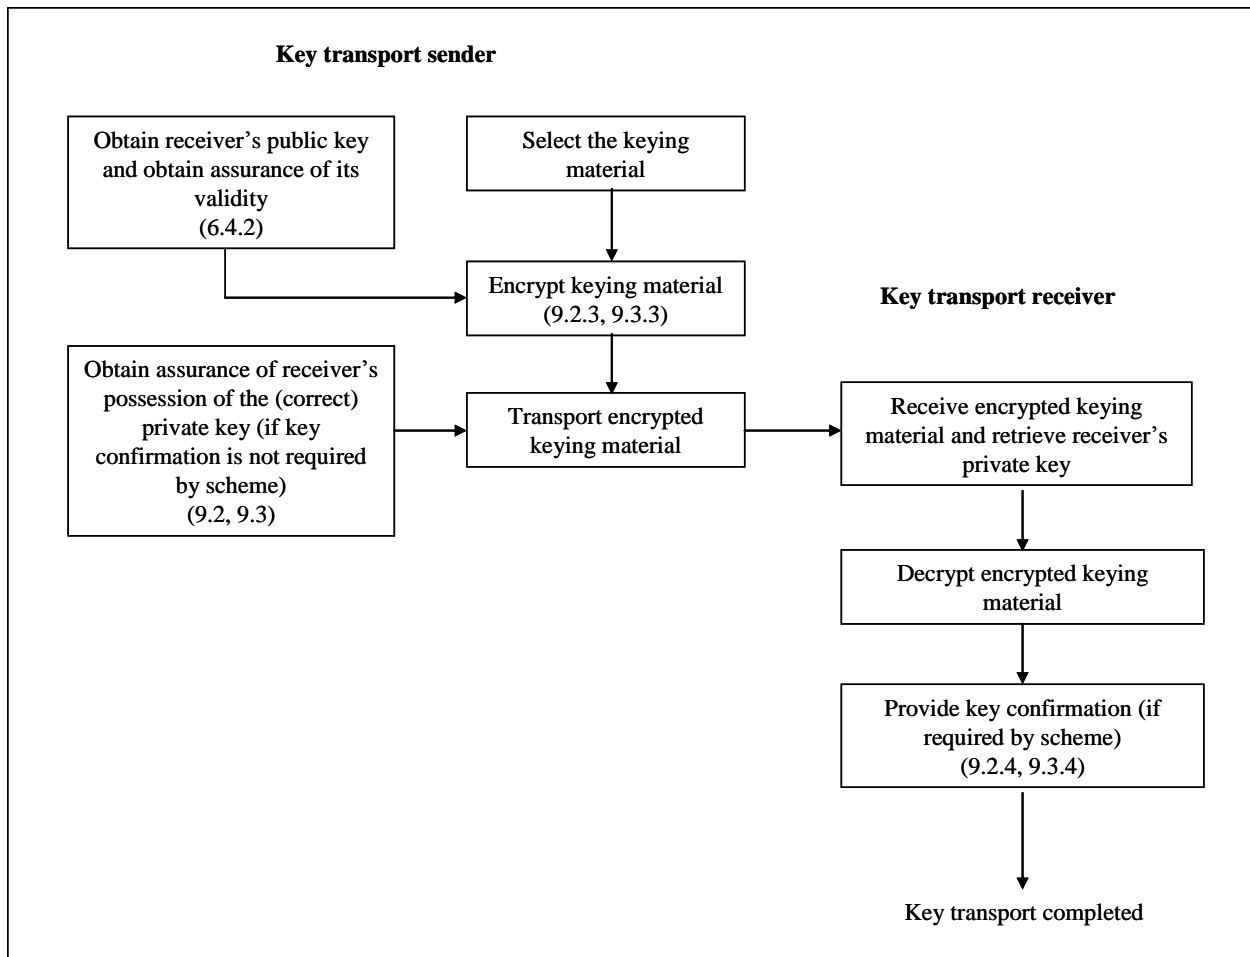 Key transport sender
Obtain receiver’s public key
and obtain assurance of its
validity
(6.4.2)
Select the keying
material
Encrypt keying material
(9.2.3, 9.3.3)
Key transport receiver
Obtain assurance of receiver’s
possession of the (correct)
private key (if key
confirmation is not required
by scheme)
(9.2, 9.3)
Transport encrypted
keying material
Receive encrypted keying
material and retrieve receiver’s
private key
Decrypt encrypted keying
material
Provide key confirmation (if
required by scheme)
(9.2.4, 9.3.4)
Key transport completed